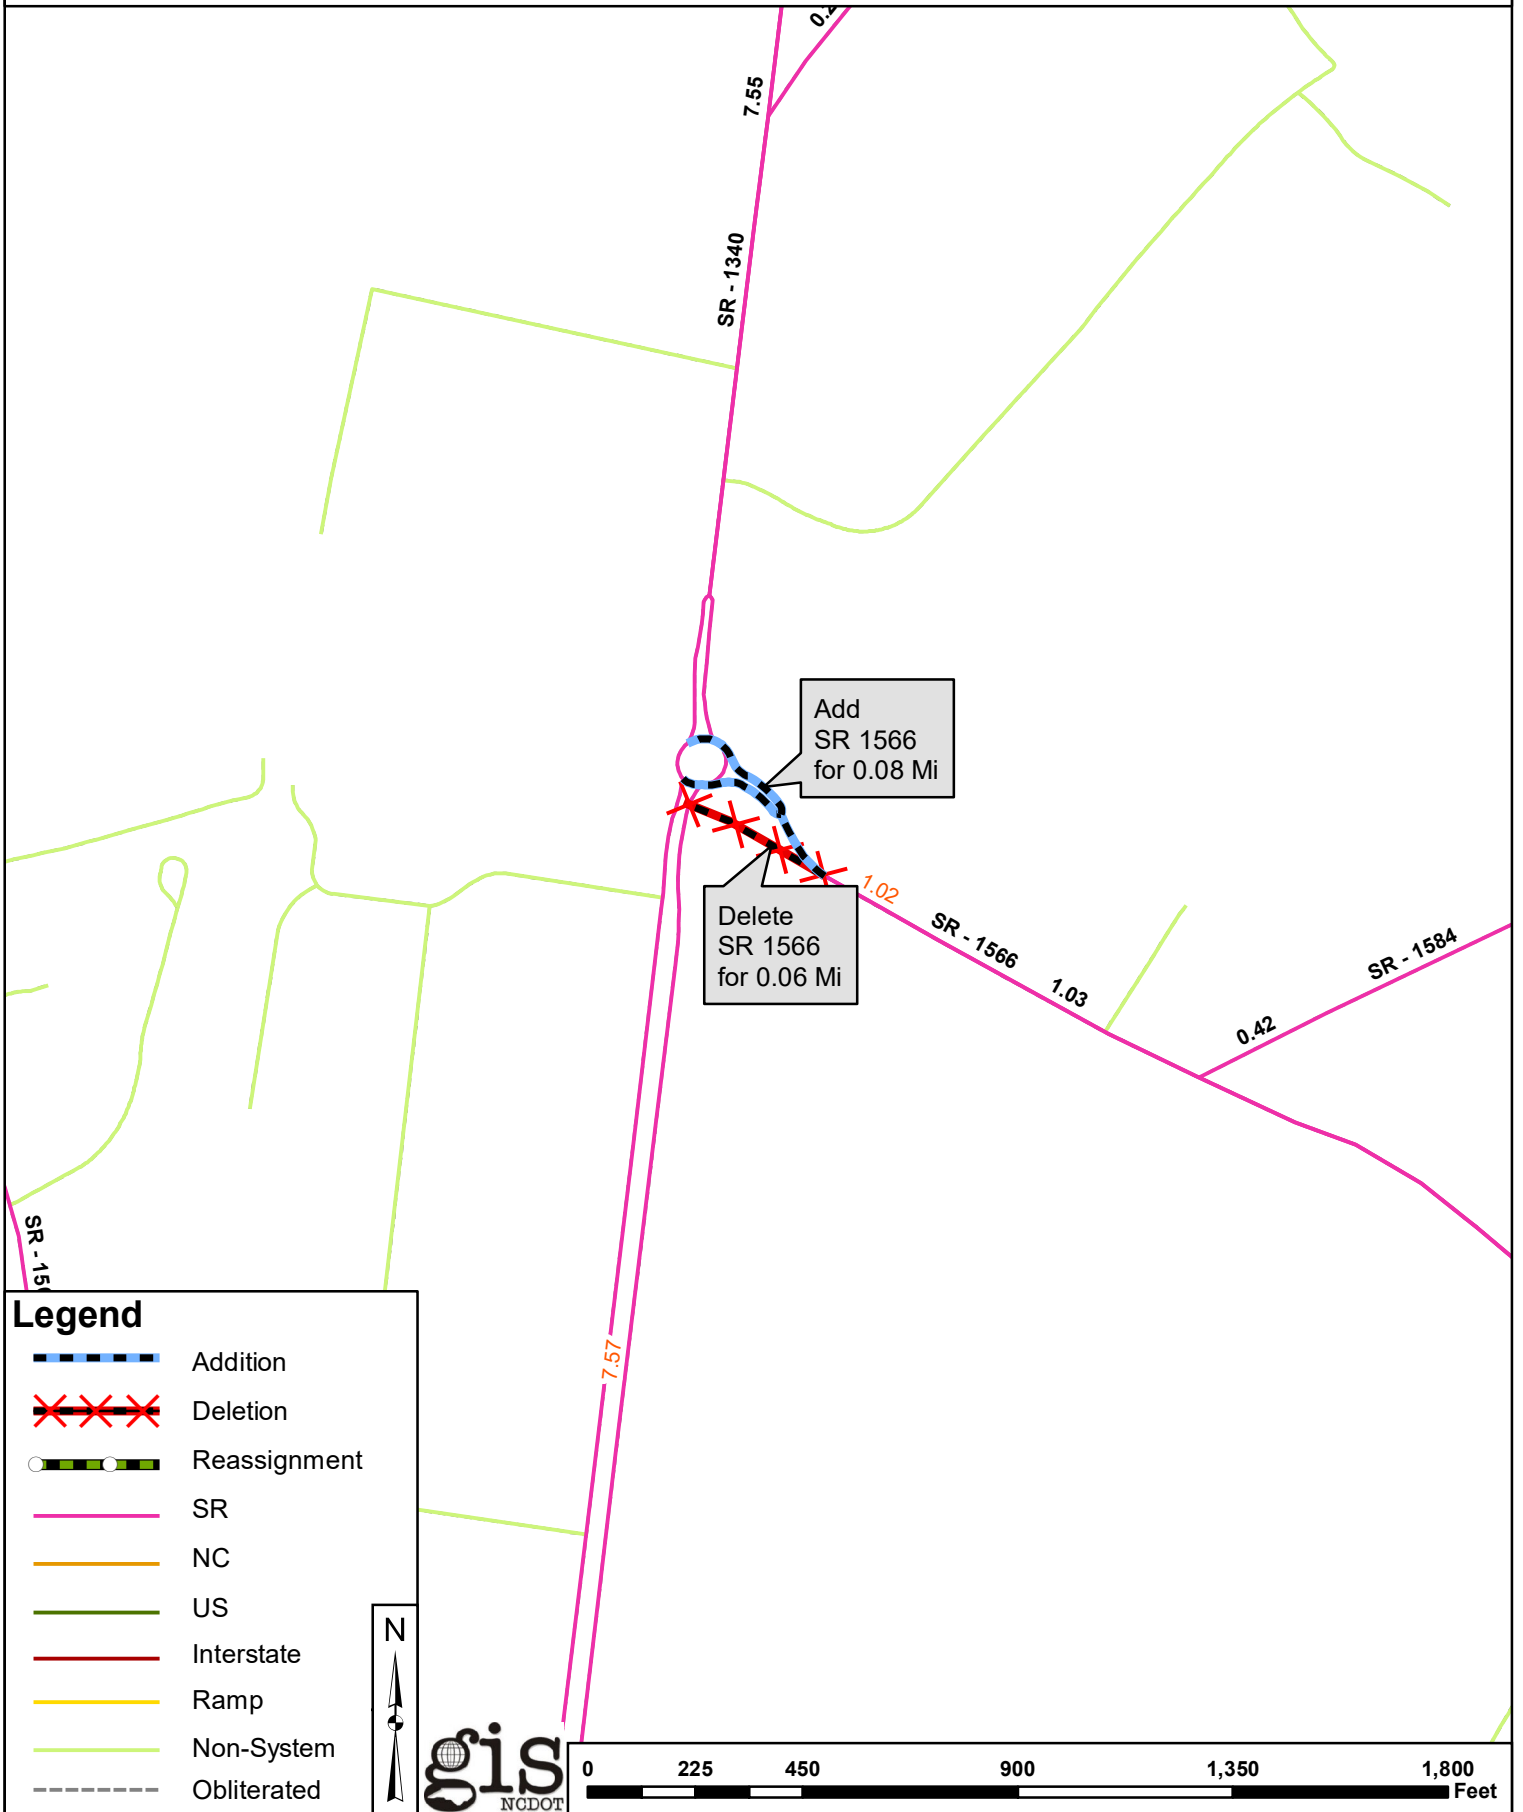 7.55
SR - 1340
Add
SR 1566
for 0.08 Mi
Delete
SR 1566
for 0.06 Mi
1.02
SR - 1566
1.03
SR - 1584
0.42
7.57
Legend
Addition
Deletion
Reassignment
SR
NC
US
Interstate
Ramp
Non-System
Obliterated
N
gis
NCDOT
0 225 450 900 1,350 1,800
Feet